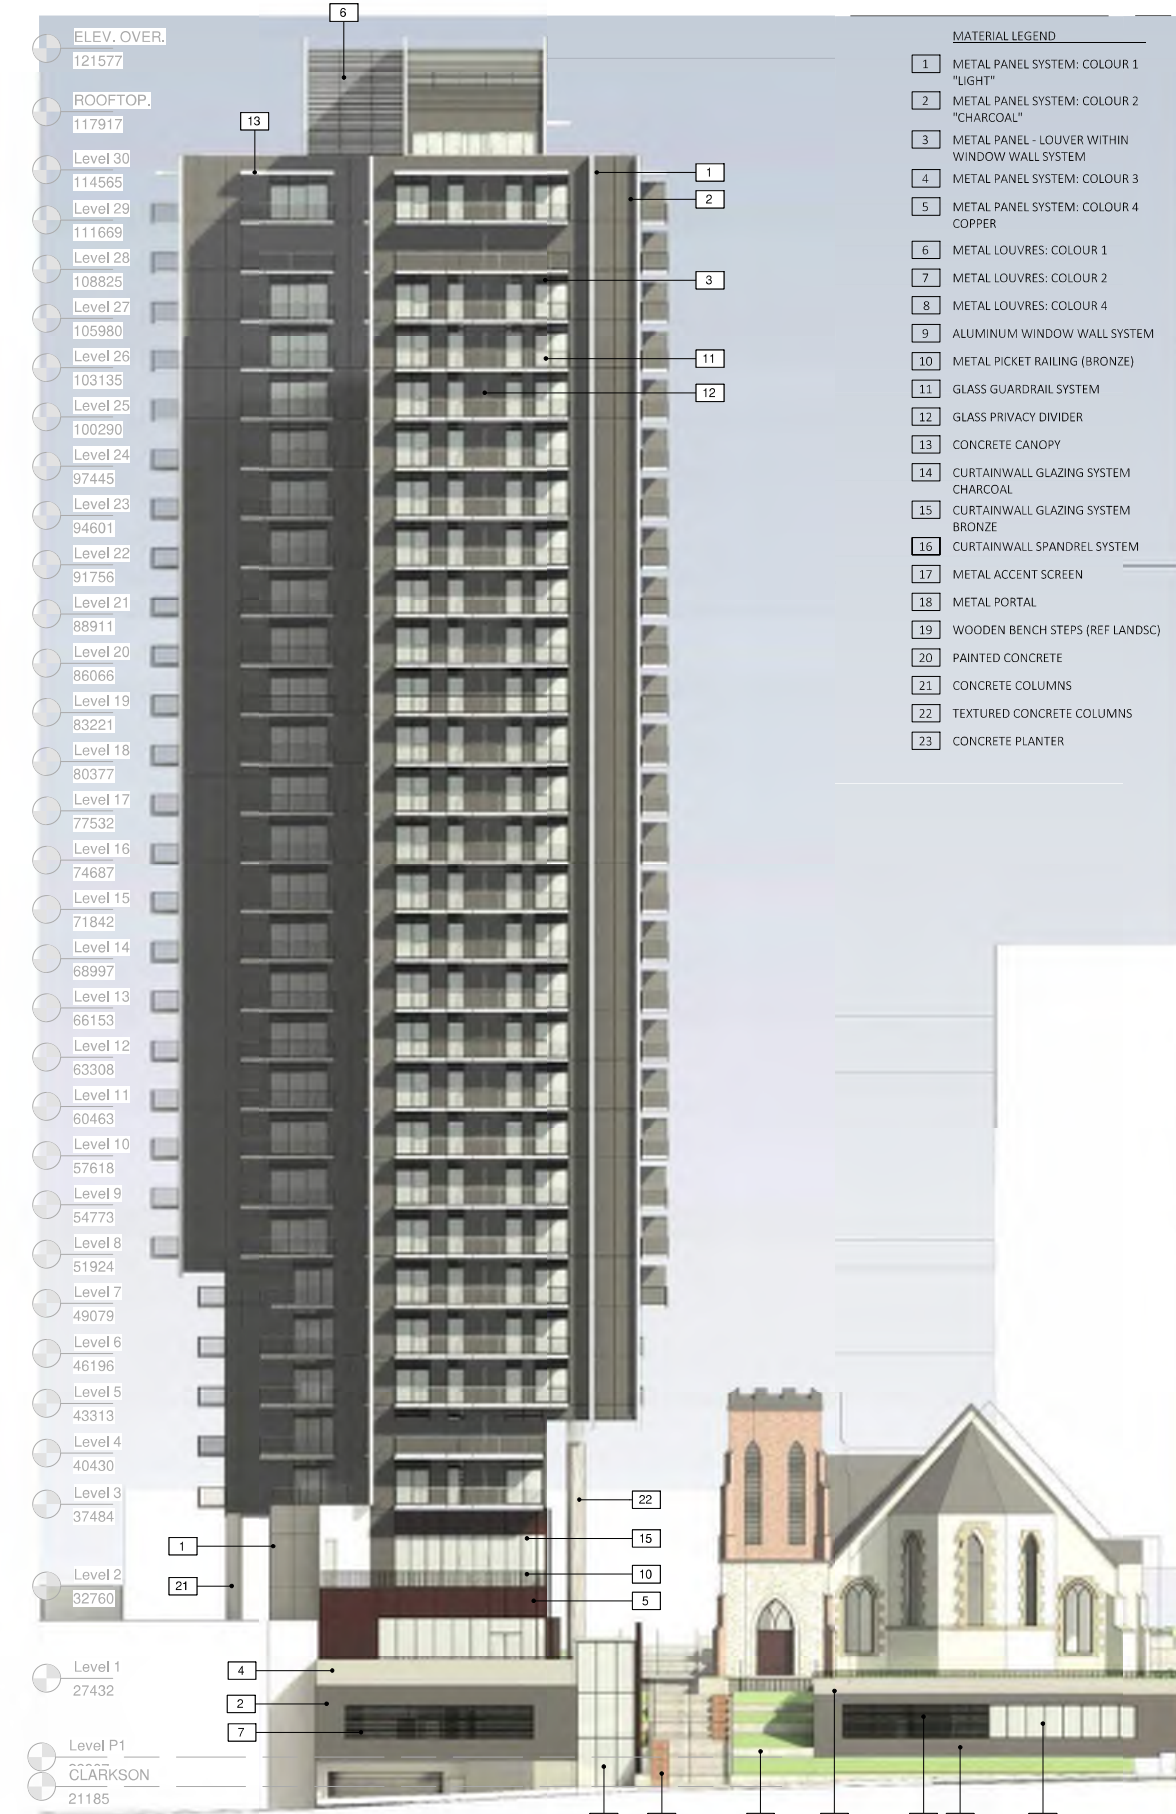 6
ELEV. OVER.
121577
ROOFTOP.
117917
13
Level 30
114565
1
Level 29
2
111669
Level 28
108825
3
Level 27
105980
Level 26
11
103135
12
Level 25
100290
Level 24
97445
Level 23
94601
Level 22
91756
Level 21
88911
Level 20
86066
Level 19
83221
Level 18
80377
Level 17
77532
Level 16
74687
Level 15
71842
Level 14
68997
Level 13
66153
Level 12
63308
Level 11
60463
Level 10
57618
Level 9
54773
Level 8
51924
Level 7
49079
Level 6
46196
Level 5
43313
Level 4
40430
Level 3
37484
22
15
1
10
Level 2
21
32760
5
Level 1
4
27432
2
7
Level P1
CLARKSON
21185
MATERIAL LEGEND
1 METAL PANEL SYSTEM: COLOUR 1
"LIGHT"
2 METAL PANEL SYSTEM: COLOUR 2
"CHARCOAL"
3 METAL PANEL - LOUVER WITHIN
WINDOW WALL SYSTEM
4 METAL PANEL SYSTEM: COLOUR 3
5 METAL PANEL SYSTEM: COLOUR 4
COPPER
6 METAL LOUVRES: COLOUR 1
7 METAL LOUVRES: COLOUR 2
8 METAL LOUVRES: COLOUR 4
9 ALUMINUM WINDOW WALL SYSTEM
10 METAL PICKET RAILING (BRONZE)
11 GLASS GUARDRAIL SYSTEM
12 GLASS PRIVACY DIVIDER
13 CONCRETE CANOPY
14 CURTAINWALL GLAZING SYSTEM
CHARCOAL
15 CURTAINWALL GLAZING SYSTEM
BRONZE
16 CURTAINWALL SPANDREL SYSTEM
17 METAL ACCENT SCREEN
18 METAL PORTAL
19 WOODEN BENCH STEPS (REF LANDSC)
20 PAINTED CONCRETE
21 CONCRETE COLUMNS
22 TEXTURED CONCRETE COLUMNS
23 CONCRETE PLANTER